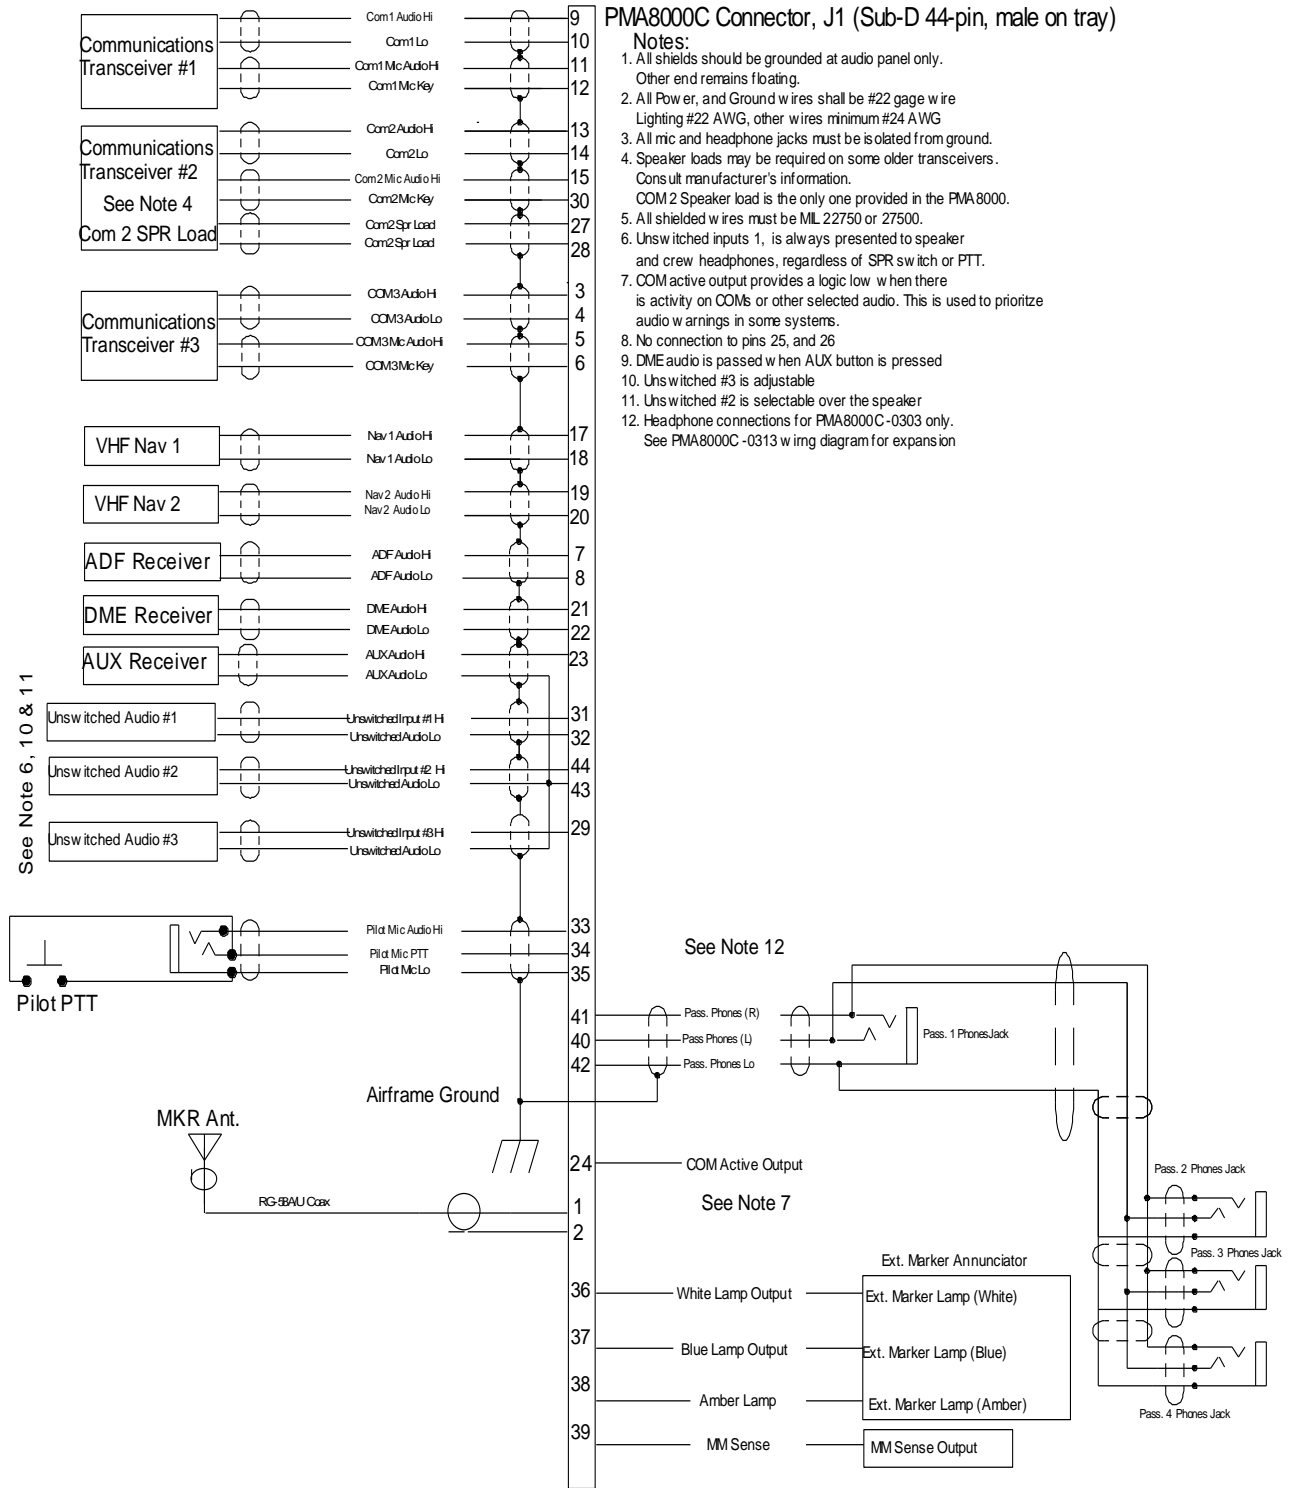 PMA8000C Connector, J1 (Sub-D 44-pin, male on tray)
Notes:
1. All shields should be grounded at audio panel only.
Other end remains floating.
2. All Power, and Ground wires shall be #22 gage wire
Lighting #22 AWG, other wires minimum #24 AWG
3. All mic and headphone jacks must be isolated from ground.
4. Speaker loads may be required on some older transceivers.
Consult manufacturer's information.
COM 2 Speaker load is the only one provided in the PMA8000.
5. All shielded wires must be MIL 22750 or 27500.
6. Unswitched inputs 1, is always presented to speaker
and crew headphones, regardless of SPR switch or PTT.
7. COM active output provides a logic low when there
is activity on COMs or other selected audio. This is used to prioritze
audio warnings in some systems.
8. No connection to pins 25, and 26
9. DME audio is passed when AUX button is pressed
10. Unswitched #3 is adjustable
11. Unswitched #2 is selectable over the speaker
12. Headphone connections for PMA8000C-0303 only.
See PMA8000C-0313 wirng diagram for expansion
Communications
Transceiver #1
Com1 Audio Hi 9
Com1 Lo 10
Com1 Mic Audio Hi 11
Com1 Mic Key 12
Communications
Transceiver #2
See Note 4
Com 2 SPR Load
Com2 Audio Hi 13
Com2 Lo 14
Com2 Mic Audio Hi 15
Com2 Mic Key 30
Com2 Spr Load 27
Com2 Spr Load 28
Communications
Transceiver #3
COM3 Audio Hi 3
COM3 Audio Lo 4
COM3 Mic Audio Hi 5
COM3 Mic Key 6
VHF Nav 1
Nav 1 Audio Hi 17
Nav 1 Audio Lo 18
VHF Nav 2
Nav 2 Audio Hi 19
Nav 2 Audio Lo 20
ADF Receiver
ADF Audio Hi 7
ADF Audio Lo 8
DME Receiver
DME Audio Hi 21
DME Audio Lo 22
AUX Receiver
AUX Audio Hi 23
AUX Audio Lo
See Note 6, 10 & 11
Unswitched Audio #1
Unswitched Input #1 Hi 31
Unswitched Audio Lo 32
Unswitched Audio #2
Unswitched Input #2 Hi 44
Unswitched Audio Lo 43
Unswitched Audio #3
Unswitched Input #3 Hi 29
Unswitched Audio Lo
Pilot PTT
Pilot Mic Audio Hi 33
Pilot Mic PTT 34
Pilot Mic Lo 35
See Note 12
41 Pass. Phones (R)
40 Pass Phones (L)
42 Pass. Phones Lo
Pass. 1 Phones Jack
Airframe Ground
MKR Ant.
RG-58A/U Coax
24 COM Active Output
See Note 7
1
2
Pass. 2 Phones Jack
Pass. 3 Phones Jack
Pass. 4 Phones Jack
Ext. Marker Annunciator
36 White Lamp Output Ext. Marker Lamp (White)
37 Blue Lamp Output Ext. Marker Lamp (Blue)
38 Amber Lamp Ext. Marker Lamp (Amber)
39 MM Sense MM Sense Output